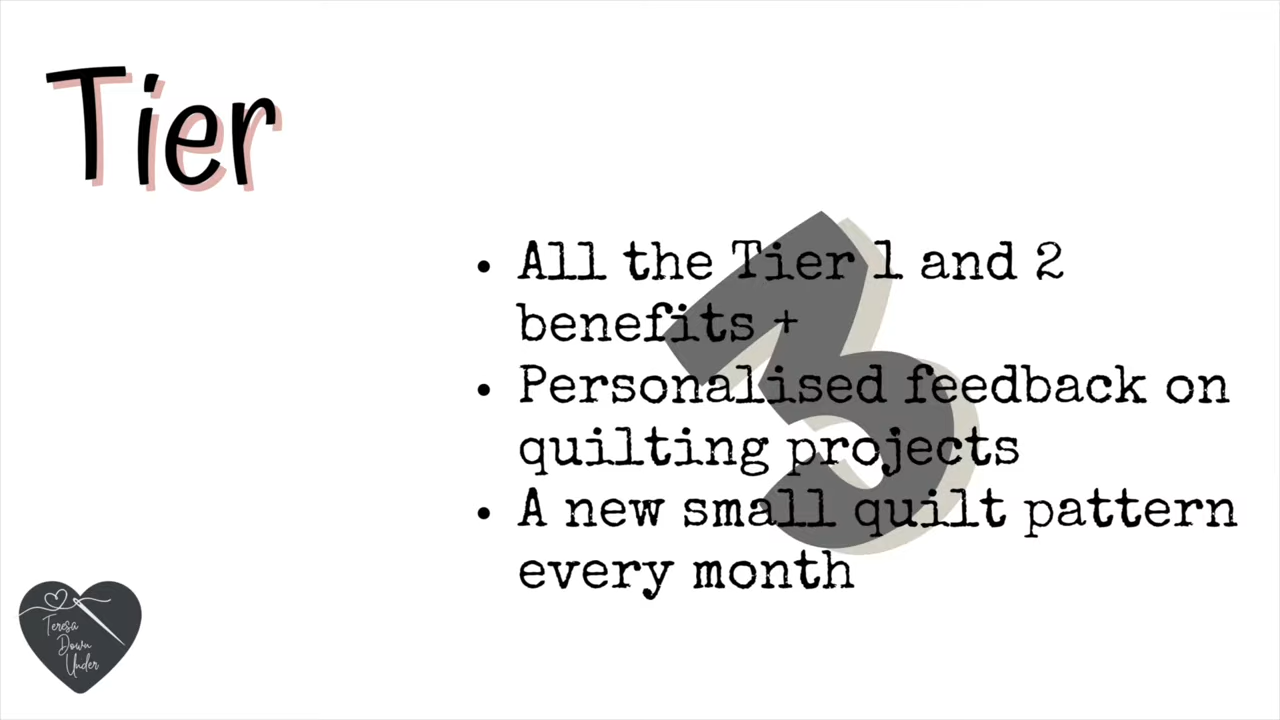 Tier
3
• All the Tier 1 and 2
benefits +
• Personalised feedback on
quilting projects
• A new small quilt pattern
every month
Teresa
Down
Under